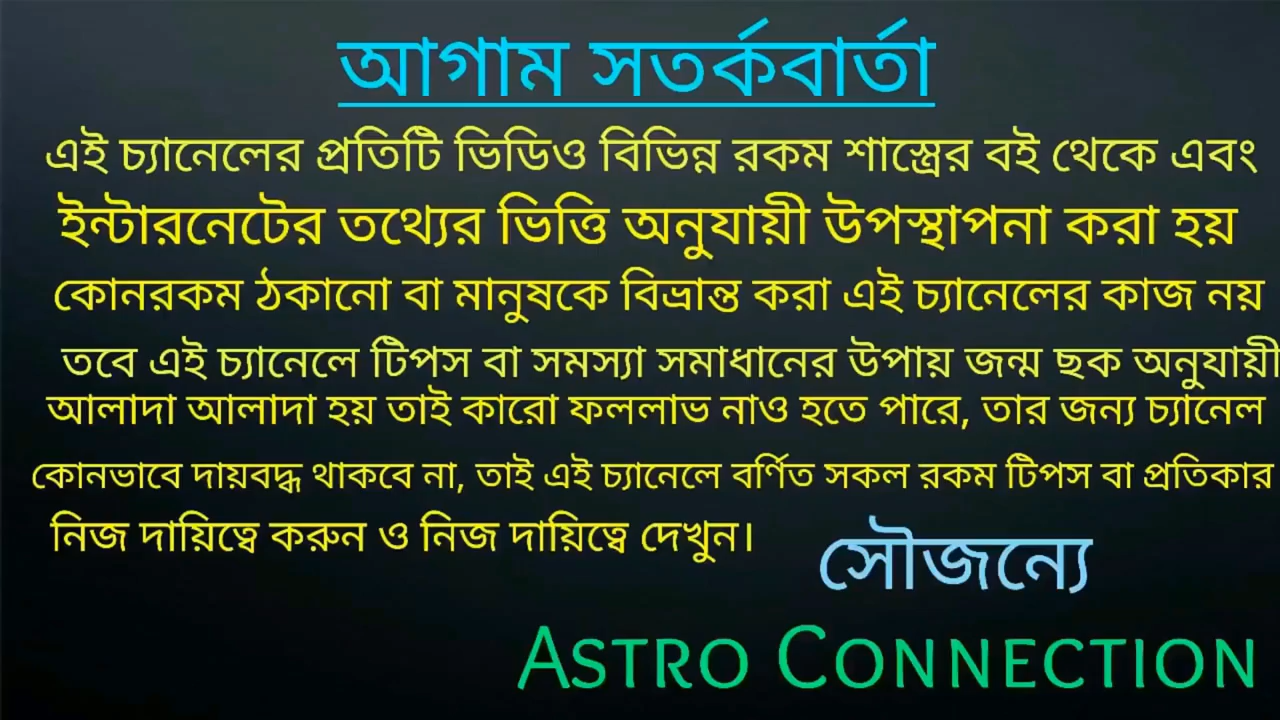 আগাম সতর্কবার্তা
এই চ্যানেলের প্রতিটি ভিডিও বিভিন্ন রকম শাস্ত্রের বই থেকে এবং
ইন্টারনেটের তথ্যের ভিত্তি অনুযায়ী উপস্থাপনা করা হয়
কোনরকম ঠকানো বা মানুষকে বিভ্রান্ত করা এই চ্যানেলের কাজ নয়
তবে এই চ্যানেলে টিপস বা সমস্যা সমাধানের উপায় জন্ম ছক অনুযায়ী
আলাদা আলাদা হয় তাই কারো ফললাভ নাও হতে পারে, তার জন্য চ্যানেল
কোনভাবে দায়বদ্ধ থাকবে না, তাই এই চ্যানেলে বর্ণিত সকল রকম টিপস বা প্রতিকার
নিজ দায়িত্বে করুন ও নিজ দায়িত্বে দেখুন।
সৌজন্যে
Astro Connection